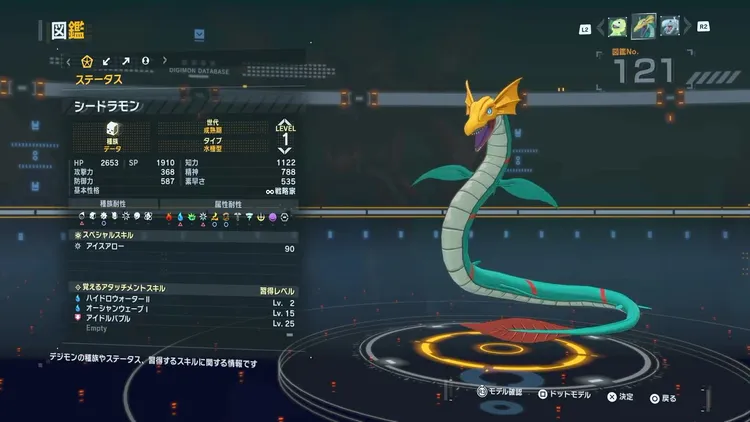 図鑑
L2
R2
図鑑No.
121
DIGIMON DATABASE
ステータス
シードラモン
種族
データ
世代
成熟期
タイプ
水棲型
LEVEL
1
HP 2653 SP 1910 知力 1122
攻撃力 368 精神 788
防御力 587 素早さ 535
基本性格 戦略家
種族耐性 属性耐性
スペシャルスキル
アイスアロー 90
覚えるアタッチメントスキル 習得レベル
ハイドロウォーターⅡ Lv. 2
オーシャンウェーブⅠ Lv. 15
アイドルバブル Lv. 25
Empty
デジモンの種族やステータス、習得するスキルに関する情報です
R3 モデル確認 ドットモデル 決定 戻る